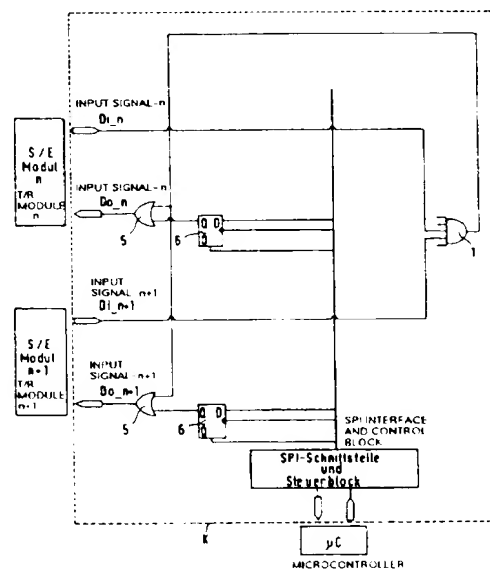 INPUT SIGNAL-n
Di_n
S/E
Modul
n
T/R
MODULE
n
INPUT SIGNAL-n
Do_n
5
Q D
6
1
INPUT
SIGNAL-n+1
Di_n+1
S/E
Modul
n+1
T/R
MODULE
n+1
INPUT
SIGNAL-n+1
Do_n+1
5
Q D
6
SPI INTERFACE
AND CONTROL
BLOCK
SPI-Schnittstelle
und
Steuerblock
K
µC
MICROCONTROLLER